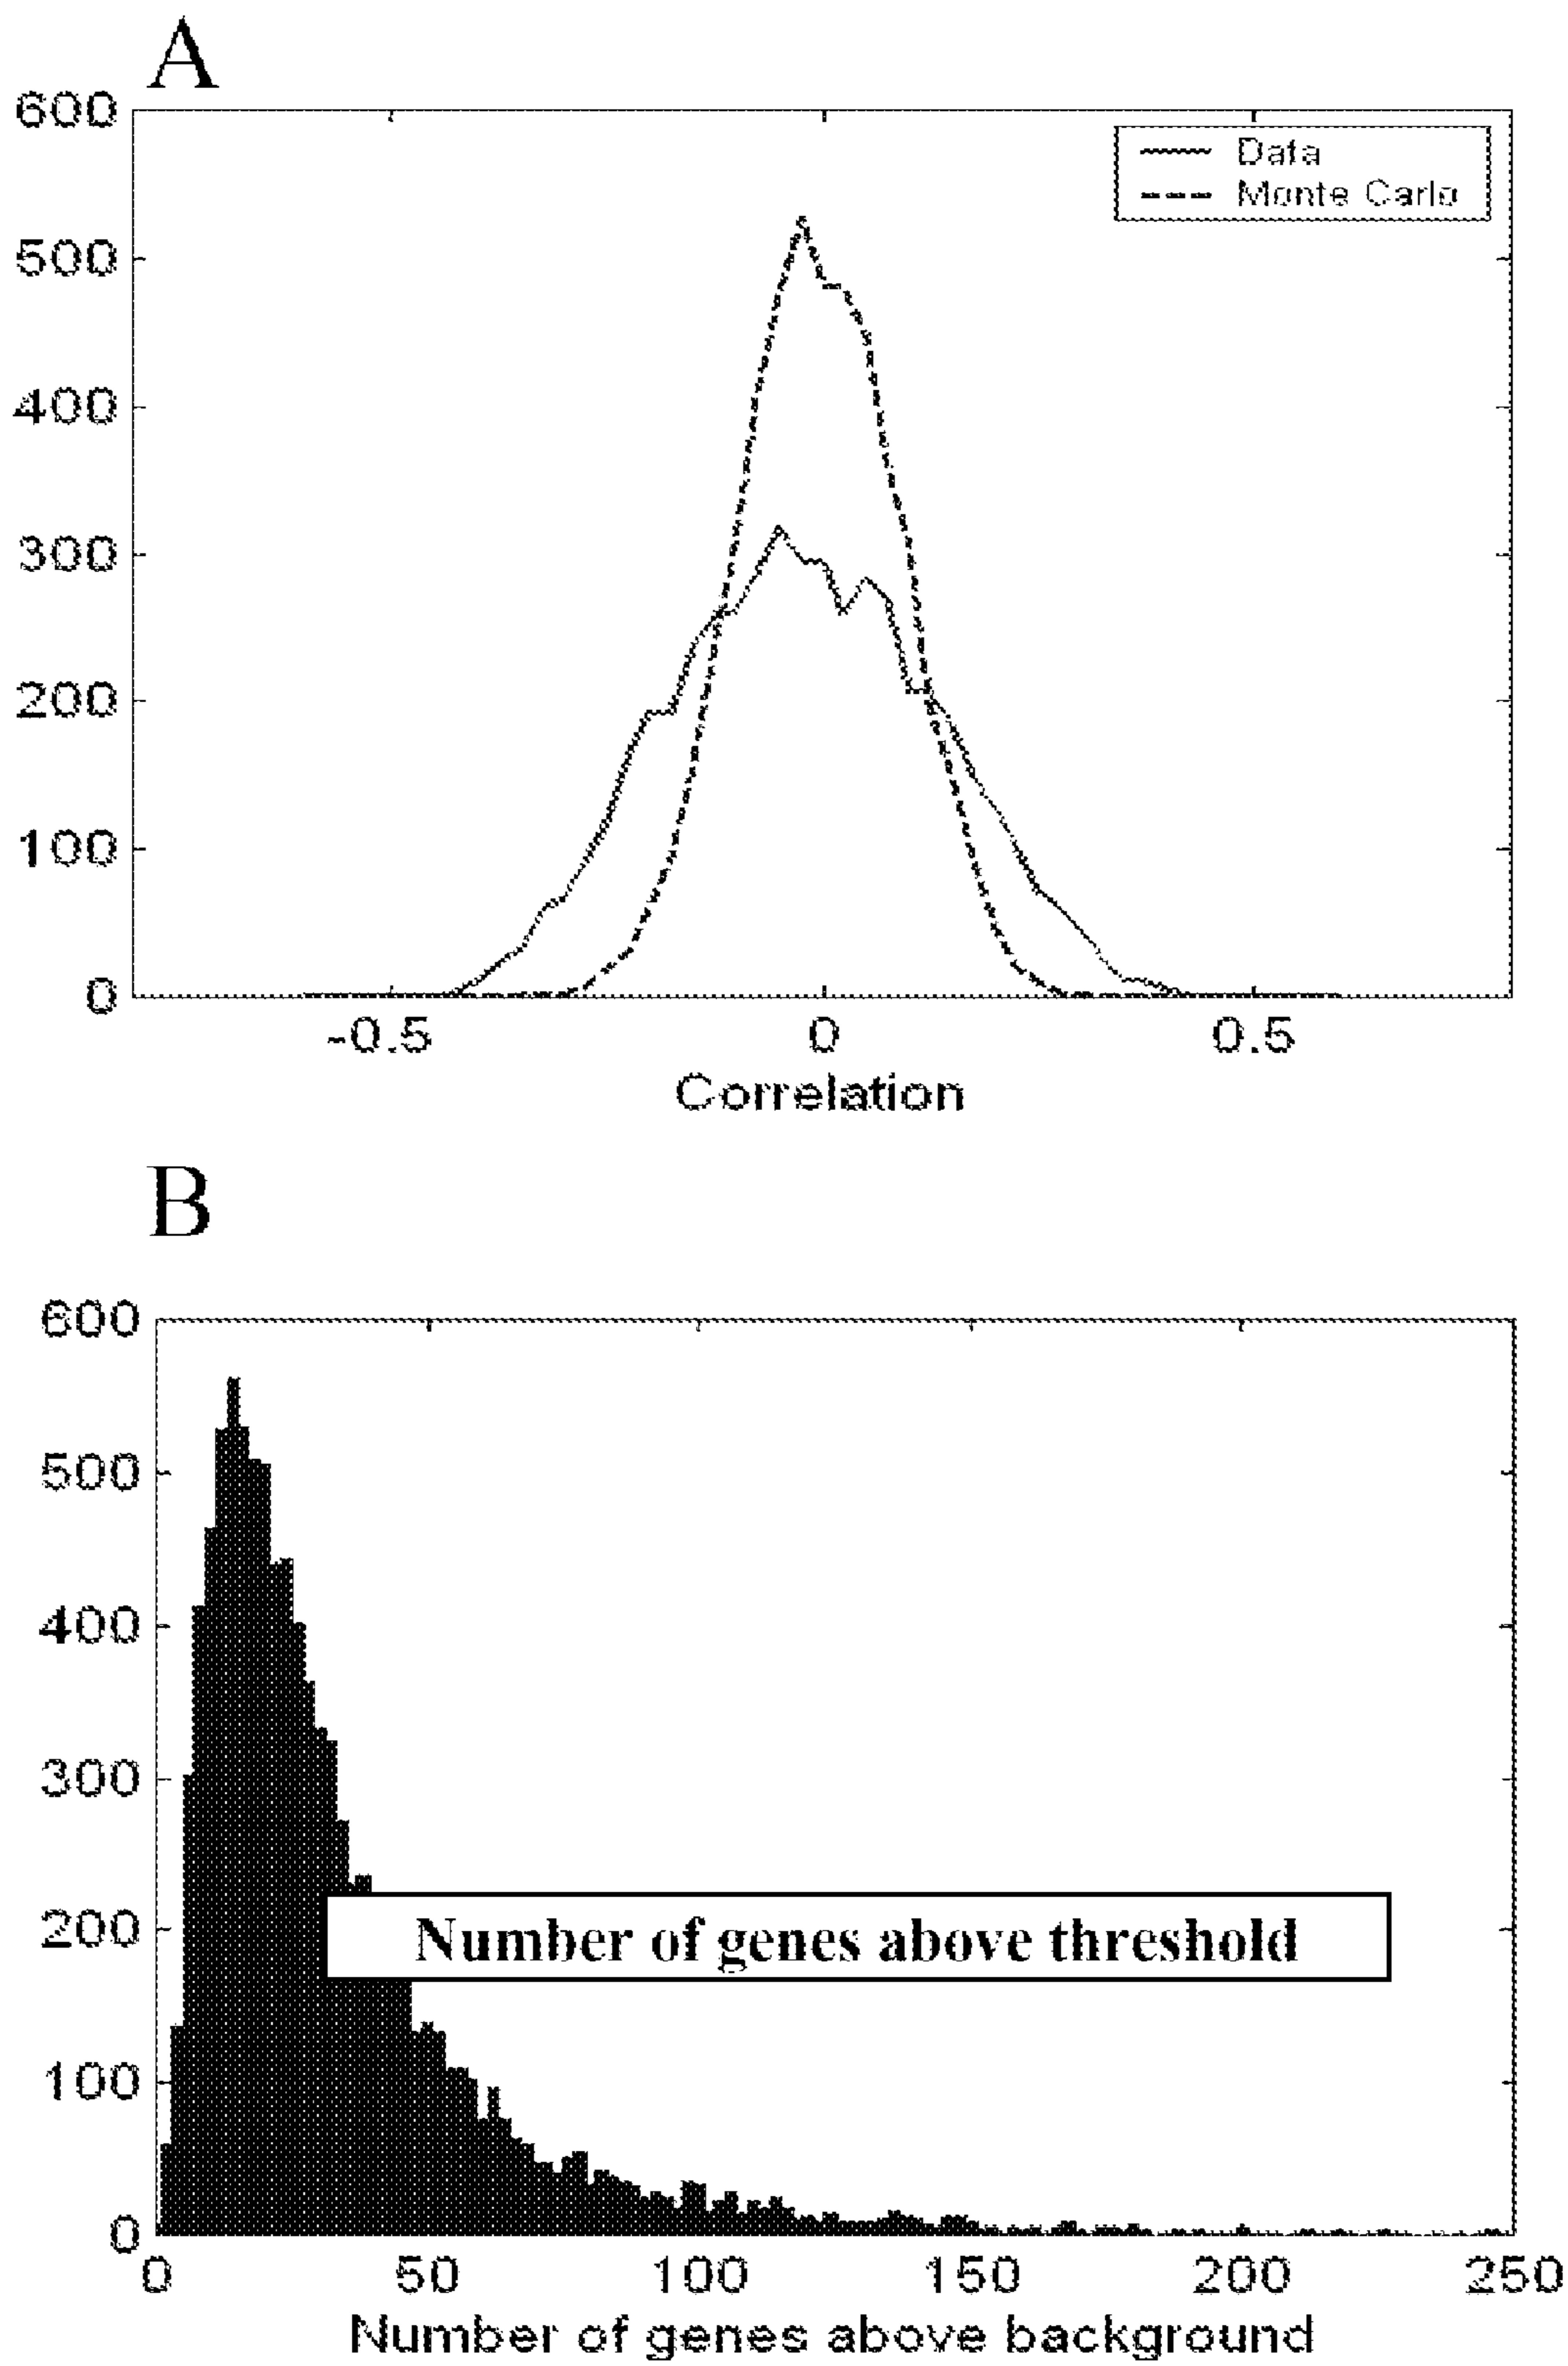 A
600
500
400
300
200
100
0
Data
Monte Carlo
-0.5 0 0.5
Correlation
B
600
500
400
300
200
100
0
Number of genes above threshold
0 50 100 150 200 250
Number of genes above background